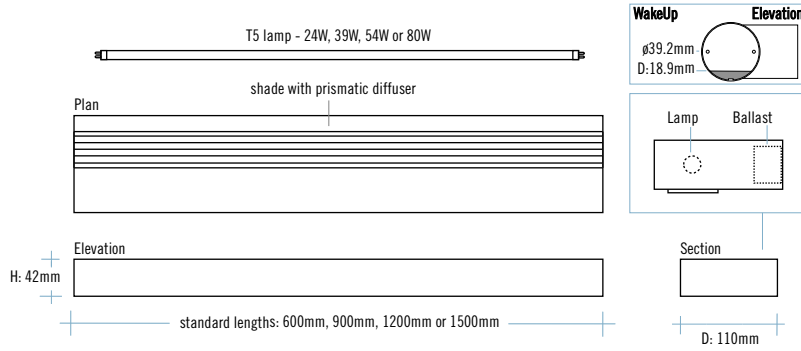 T5 lamp - 24W, 39W, 54W or 80W
shade with prismatic diffuser
Plan
Elevation
H: 42mm
standard lengths: 600mm, 900mm, 1200mm or 1500mm
WakeUp Elevation
ø39.2mm
D:18.9mm
Lamp Ballast
Section
D: 110mm